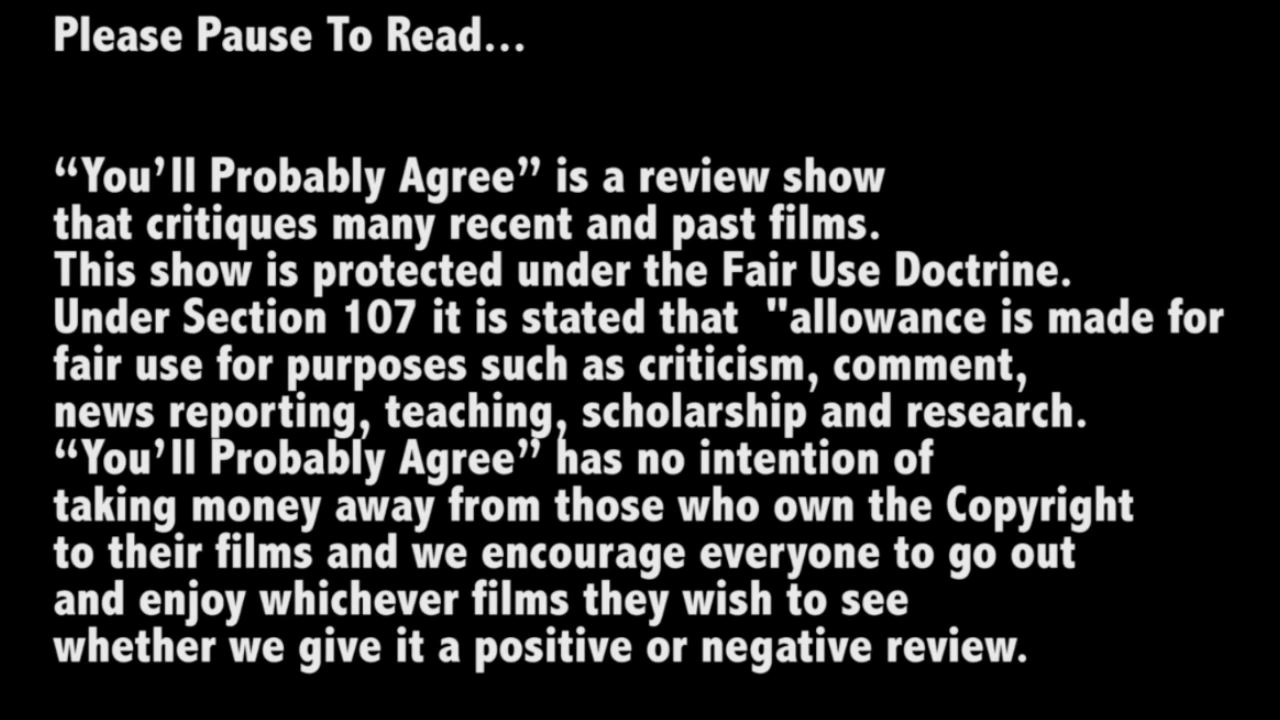 Please Pause To Read...
“You’ll Probably Agree” is a review show
that critiques many recent and past films.
This show is protected under the Fair Use Doctrine.
Under Section 107 it is stated that  "allowance is made for
fair use for purposes such as criticism, comment,
news reporting, teaching, scholarship and research.
“You’ll Probably Agree” has no intention of
taking money away from those who own the Copyright
to their films and we encourage everyone to go out
and enjoy whichever films they wish to see
whether we give it a positive or negative review.